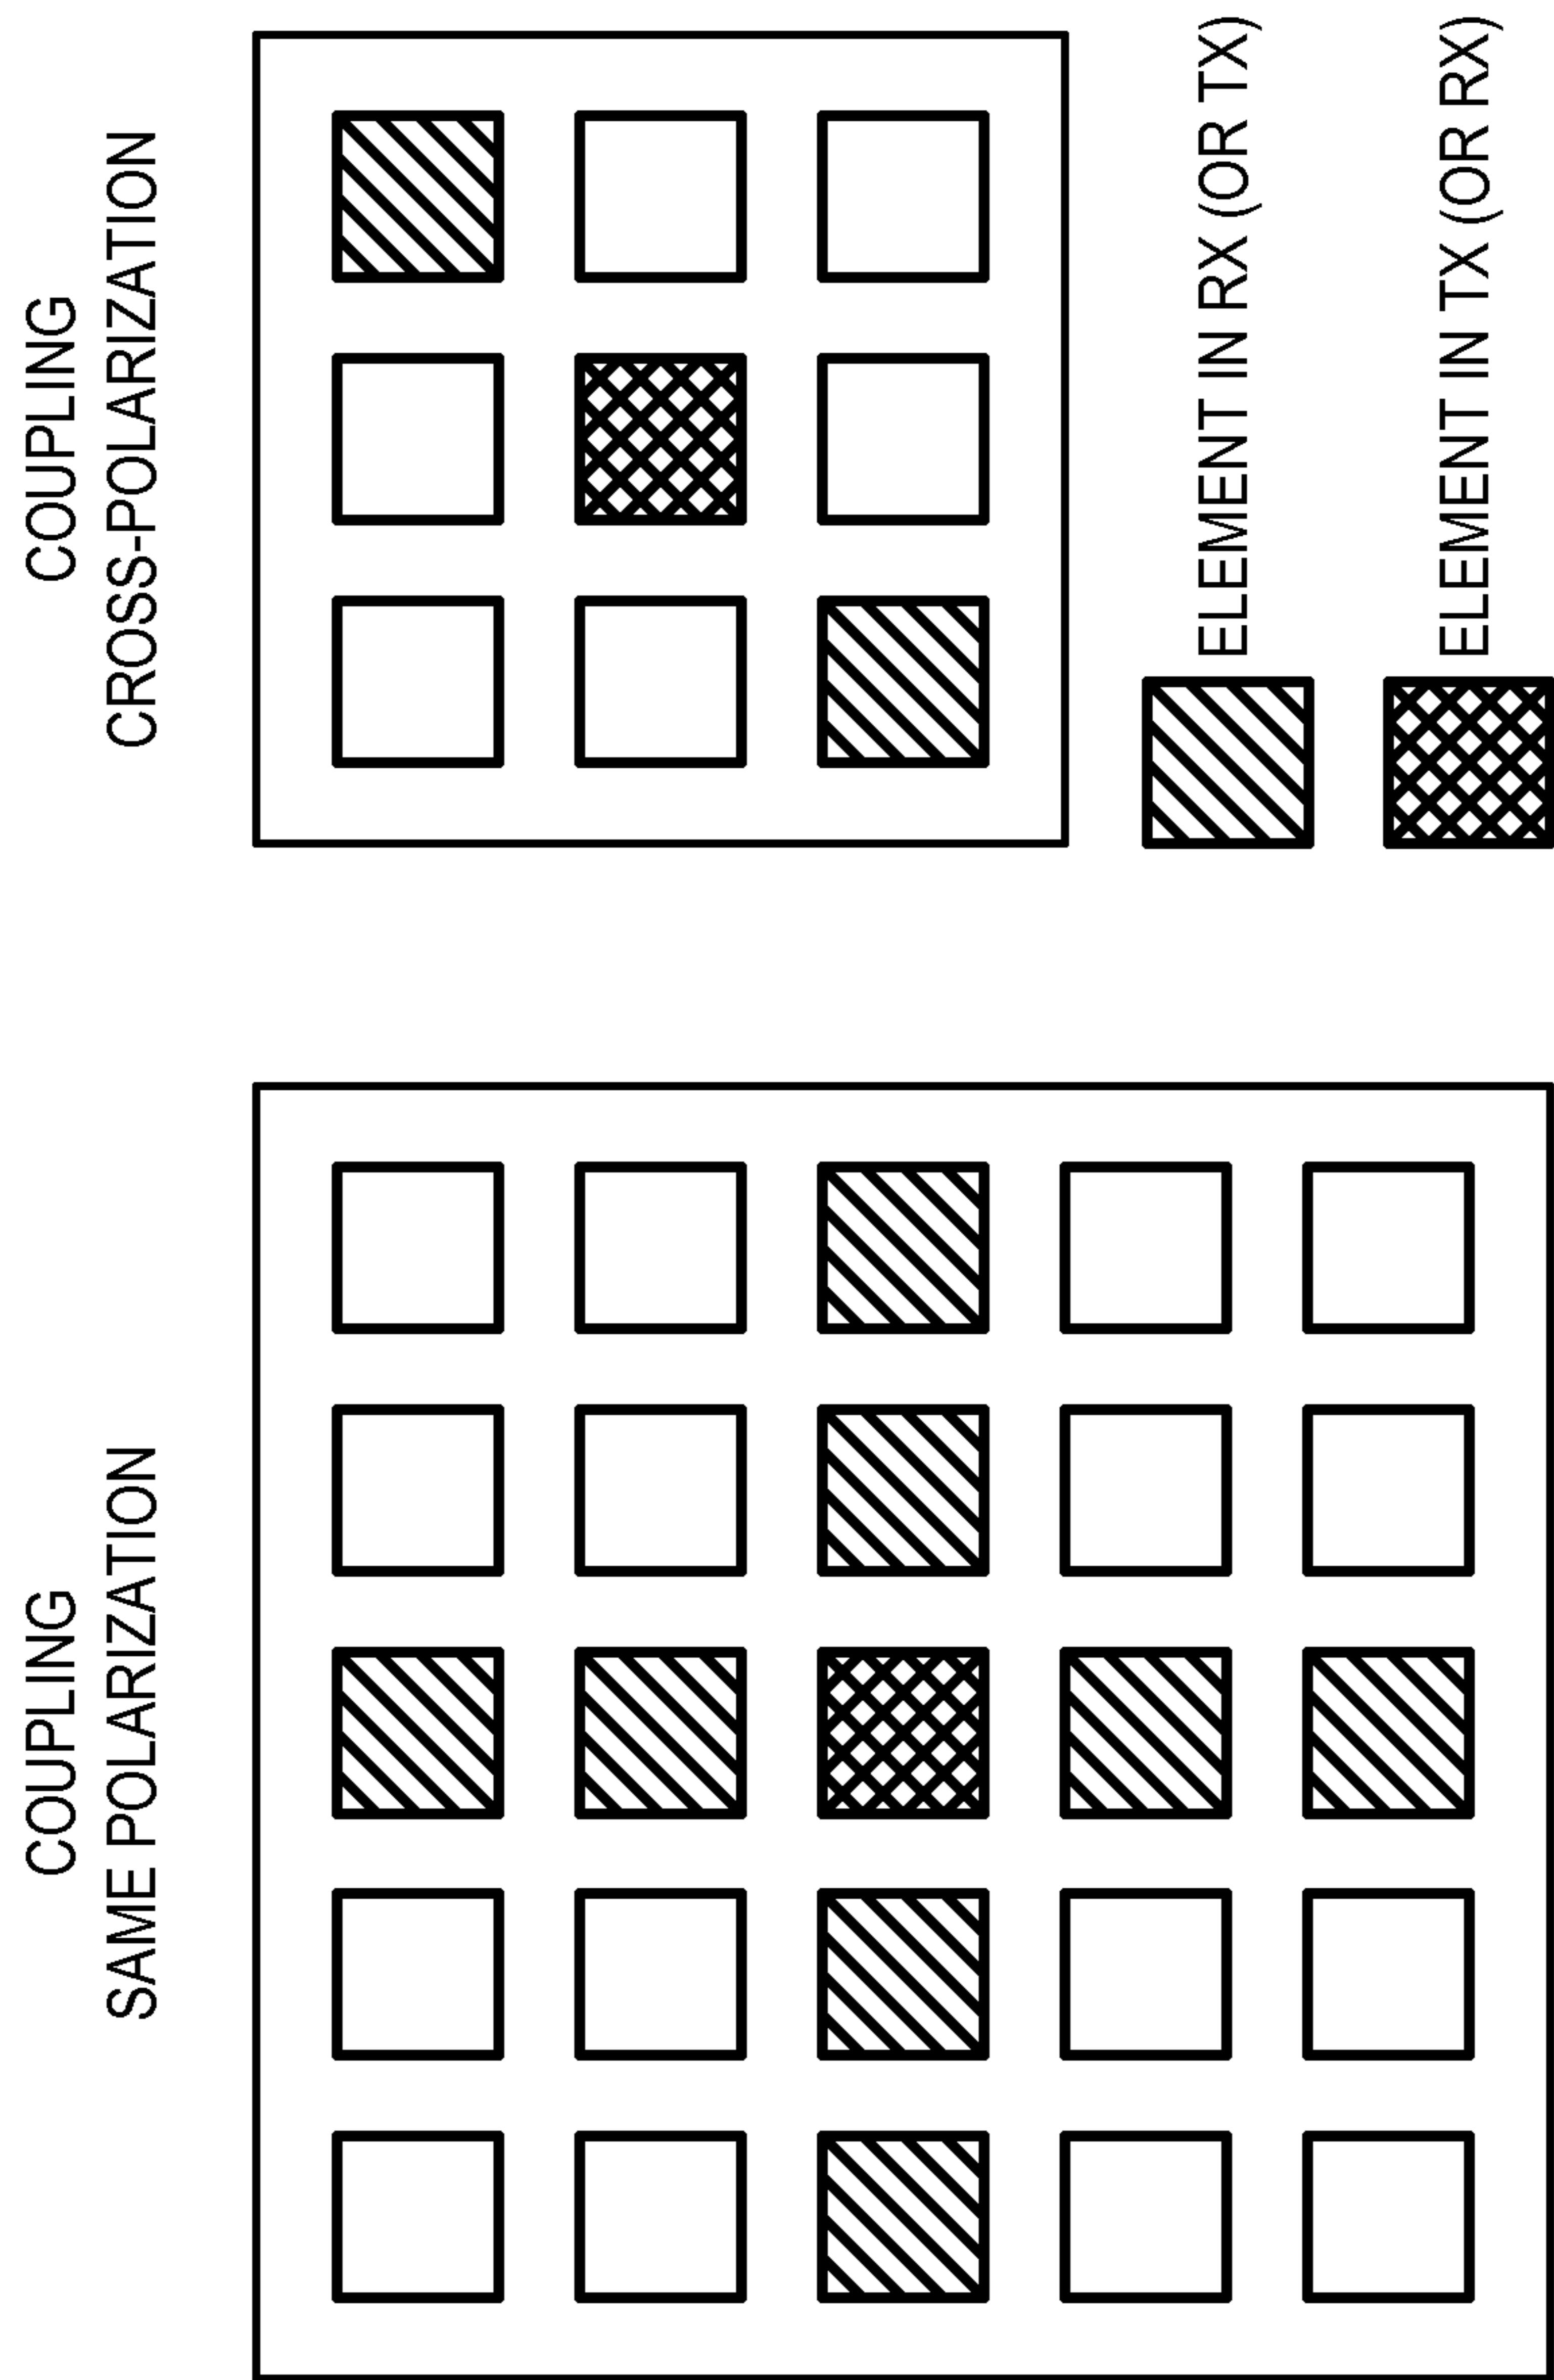 COUPLING
SAME POLARIZATION
COUPLING
CROSS-POLARIZATION
ELEMENT IN RX (OR TX)
ELEMENT IN TX (OR RX)